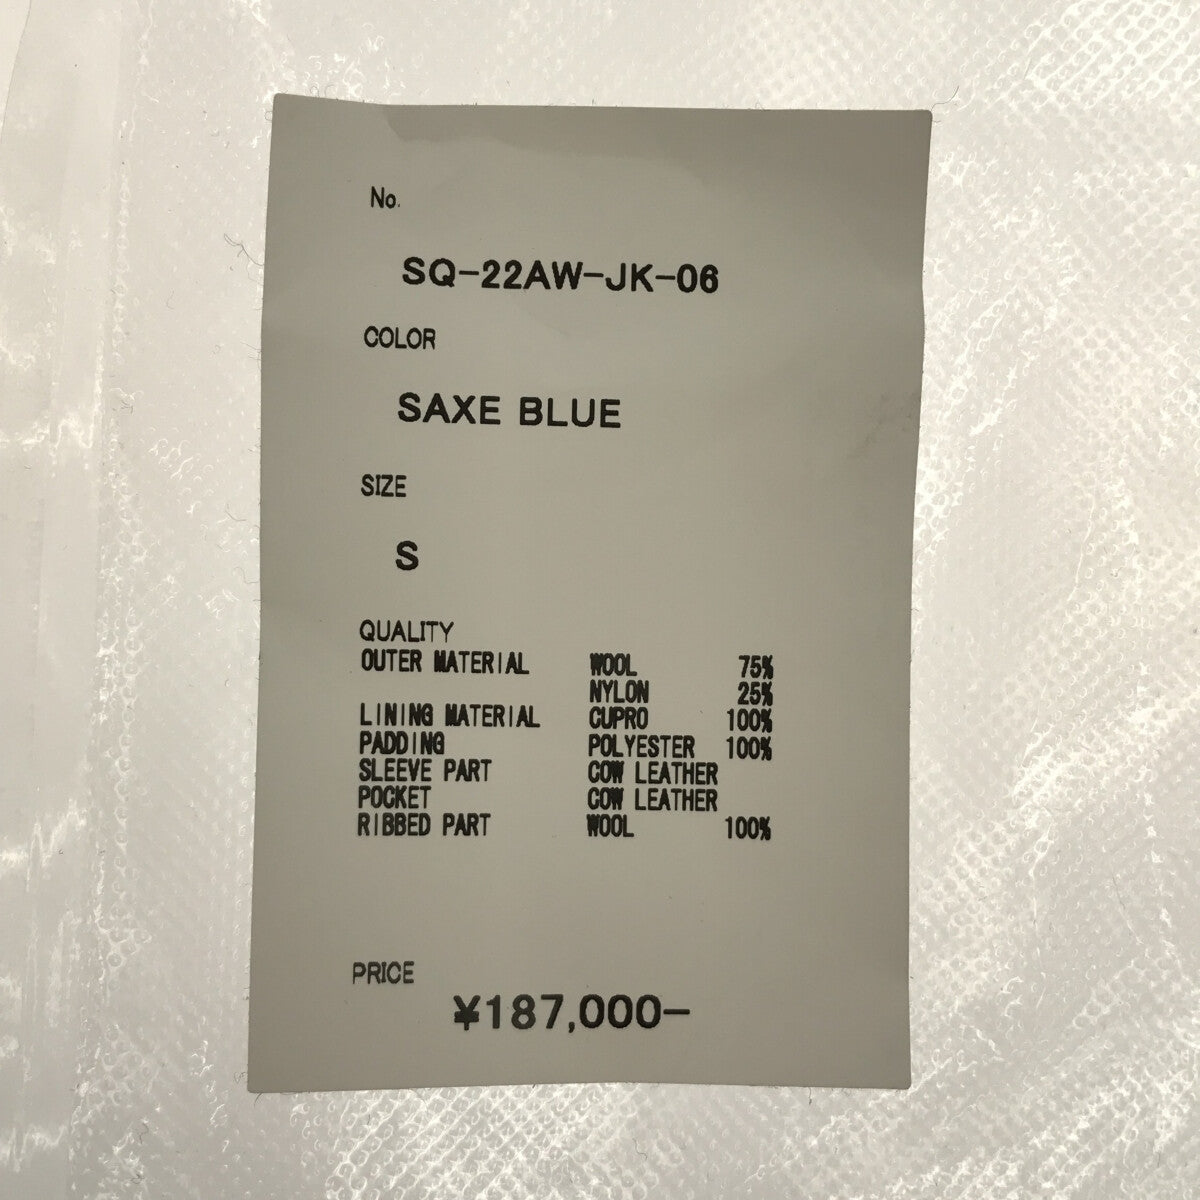 No.
SQ-22AW-JK-06
COLOR
SAXE BLUE
SIZE
S
QUALITY
OUTER MATERIAL WOOL 75%
NYLON 25%
LINING MATERIAL CUPRO 100%
PADDING POLYESTER 100%
SLEEVE PART COW LEATHER
POCKET COW LEATHER
RIBBED PART WOOL 100%
PRICE
¥187,000-